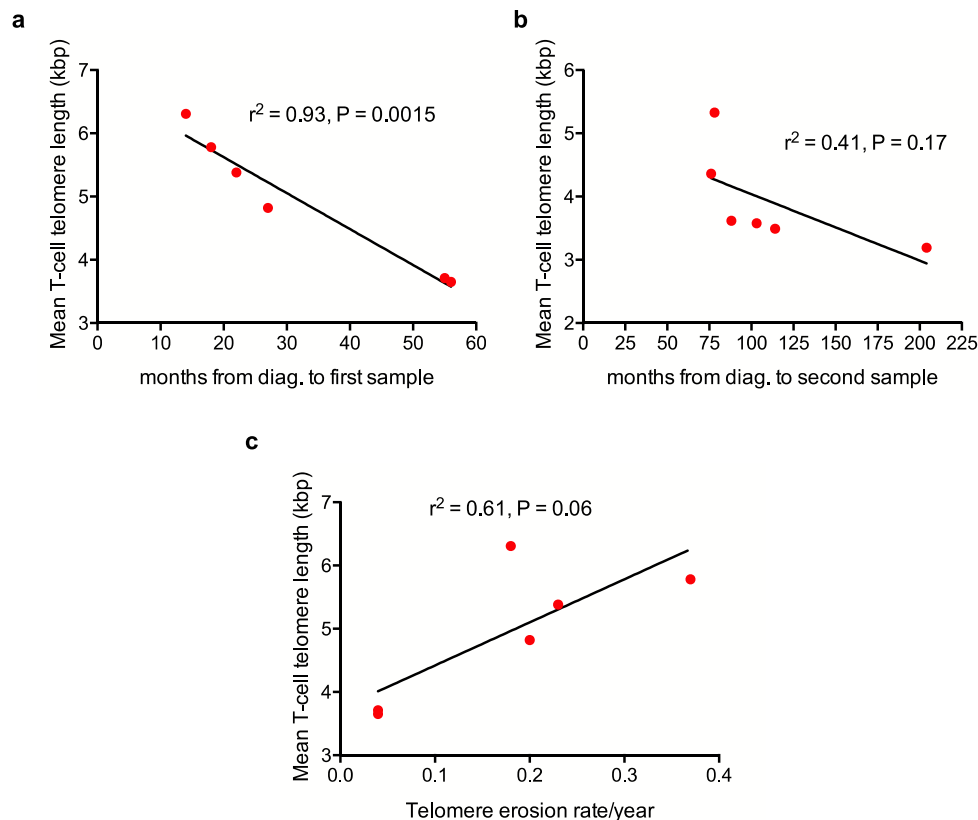 a
Mean T-cell telomere length (kbp)
7
6
5
4
3
r² = 0.93, P = 0.0015
0 10 20 30 40 50 60
months from diag. to first sample
b
Mean T-cell telomere length (kbp)
6
5
4
3
2
r² = 0.41, P = 0.17
0 25 50 75 100 125 150 175 200 225
months from diag. to second sample
c
Mean T-cell telomere length (kbp)
7
6
5
4
3
r² = 0.61, P = 0.06
0.0 0.1 0.2 0.3 0.4
Telomere erosion rate/year